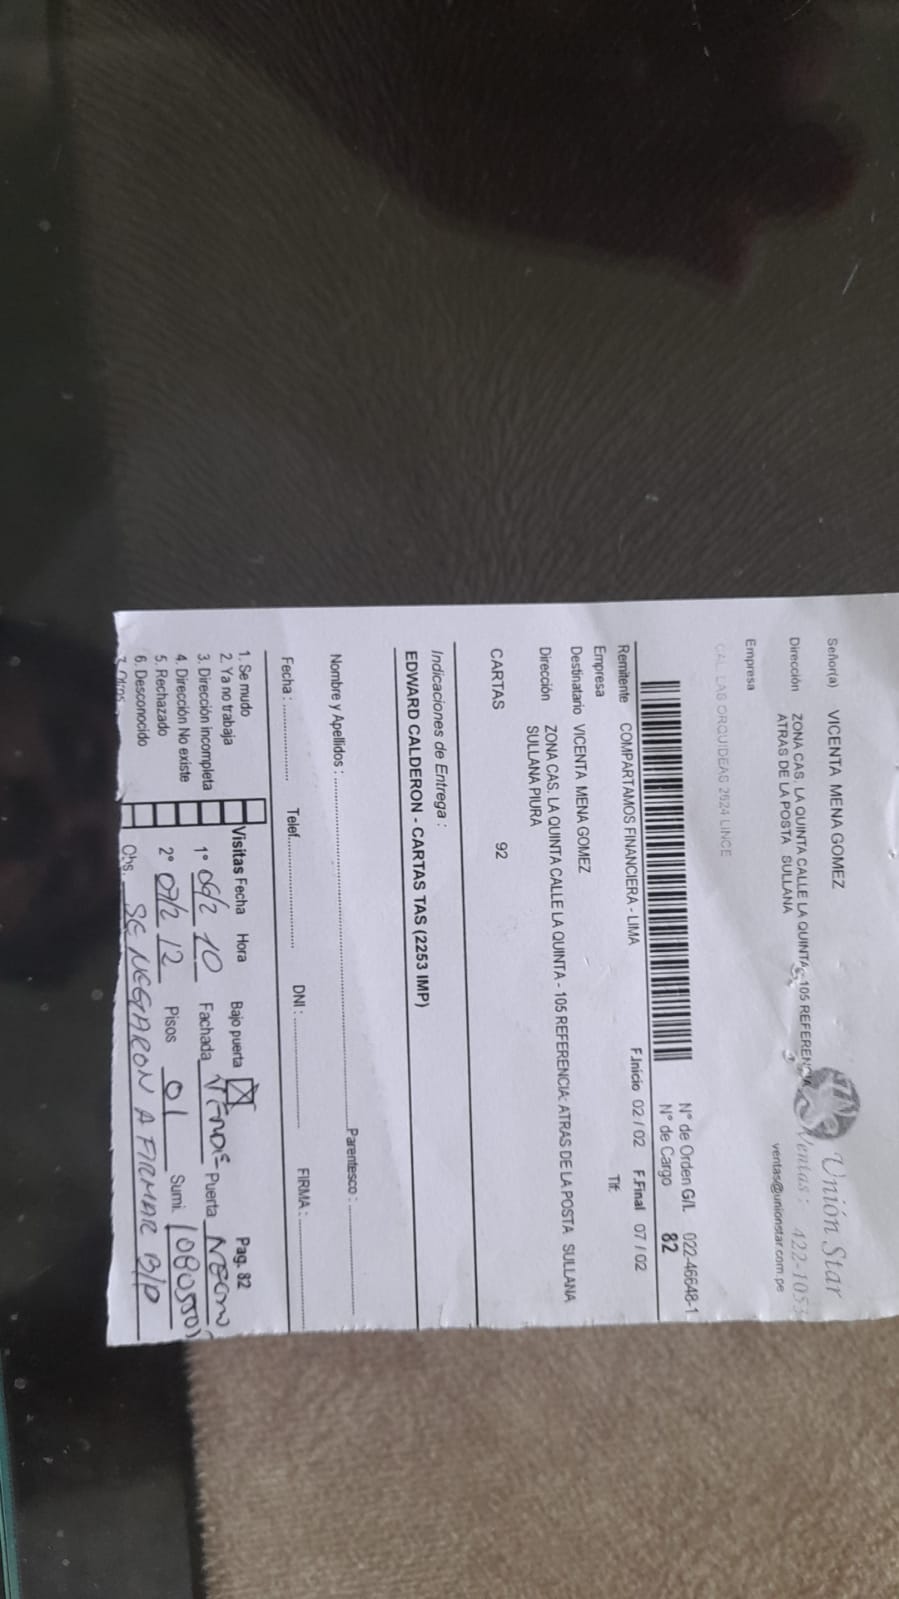 Unión Star
Ventas : 422-105
ventas@unionstar.com.pe
Señor(a) VICENTA MENA GOMEZ
Dirección ZONA CAS. LA QUINTA CALLE LA QUINTA 105 REFERENCIA
ATRAS DE LA POSTA SULLANA
Empresa
CAL LAS ORQUIDEAS 2624 LINCE
N° de Orden G/L 022-46648-1
N° de Cargo 82
Remitente COMPARTAMOS FINANCIERA - LIMA F.Inicio 02 / 02 F.Final 07 / 02
Empresa Tlf:
Destinatario VICENTA MENA GOMEZ
Dirección ZONA CAS. LA QUINTA CALLE LA QUINTA - 105 REFERENCIA: ATRAS DE LA POSTA SULLANA
SULLANA PIURA
CARTAS 92
Indicaciones de Entrega :
EDWARD CALDERON - CARTAS TAS (2253 IMP)
Nombre y Apellidos : Parentesco :
Fecha : Telef. DNI : FIRMA :
1. Se mudo
2. Ya no trabaja
3. Dirección Incompleta
4. Dirección No existe
5. Rechazado
6. Desconocido
7. Otros
Visitas Fecha Hora Bajo puerta X Pag. 82
1° 10 Fachada Puerta
2° 07/2 12 Pisos 01 Sumi.
Obs. SE NEGARON A FIRMAR B/P